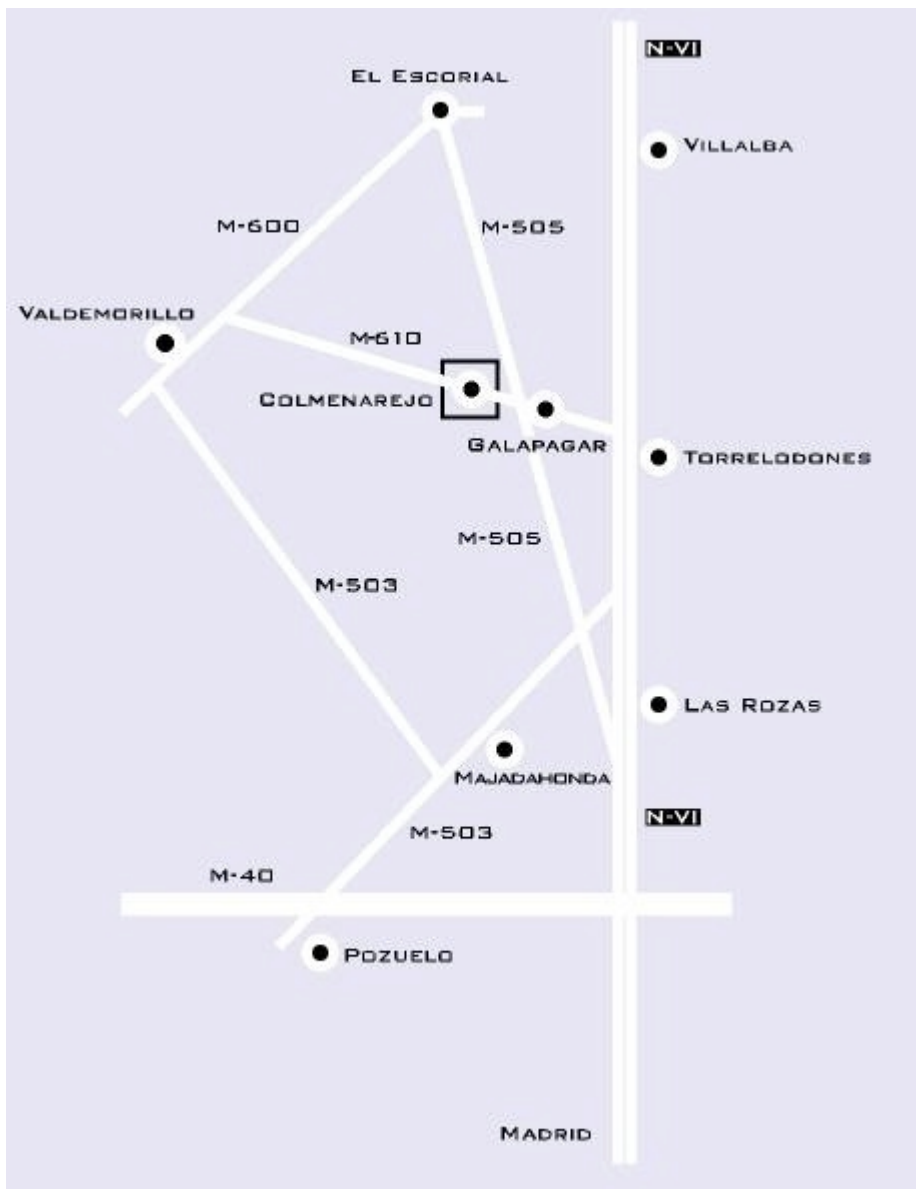 N-VI
EL ESCORIAL
VILLALBA
M-600
M-505
VALDEMORILLO
M-610
COLMENAREJO
GALAPAGAR
TORRELODONES
M-505
M-503
LAS ROZAS
MAJADAHONDA
N-VI
M-503
M-40
POZUELO
MADRID